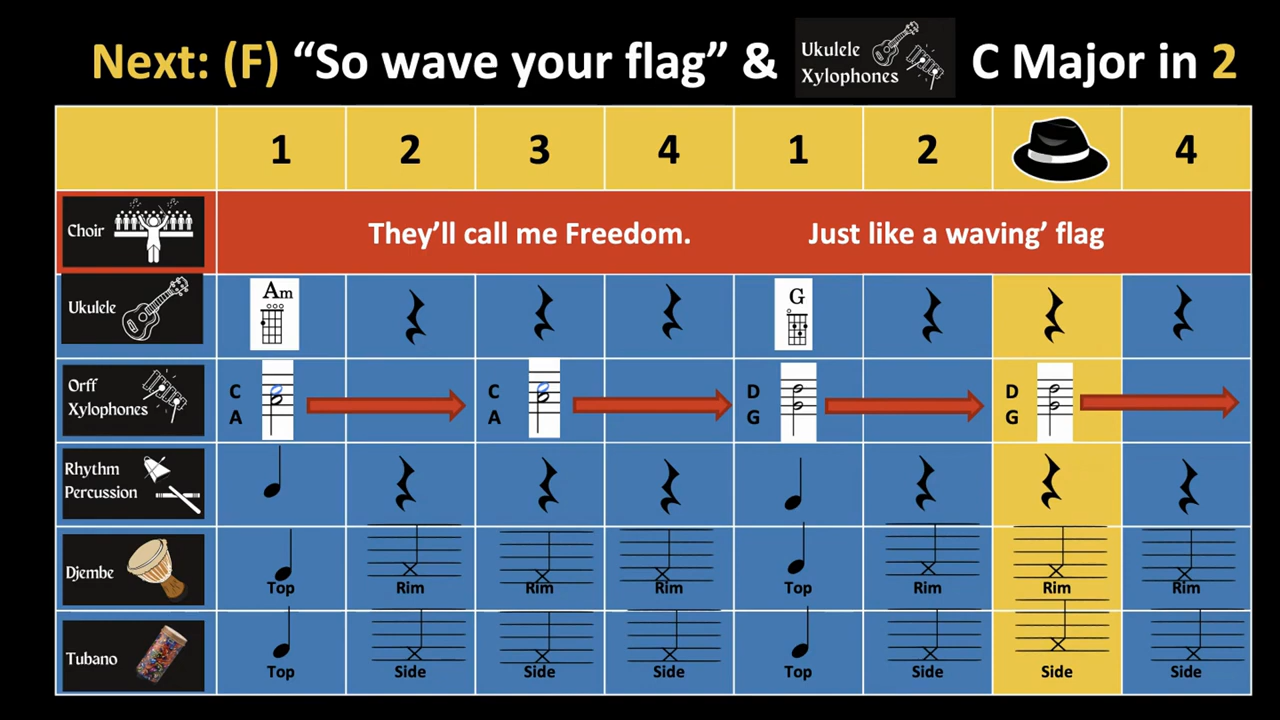 Next: (F) “So wave your flag” & Ukulele Xylophones C Major in 2
1 2 3 4 1 2 4
Choir They’ll call me Freedom. Just like a waving’ flag
Ukulele Am G
Orff Xylophones C A C A D G D G
Rhythm Percussion
Djembe Top Rim Rim Rim Top Rim Rim Rim
Tubano Top Side Side Side Top Side Side Side